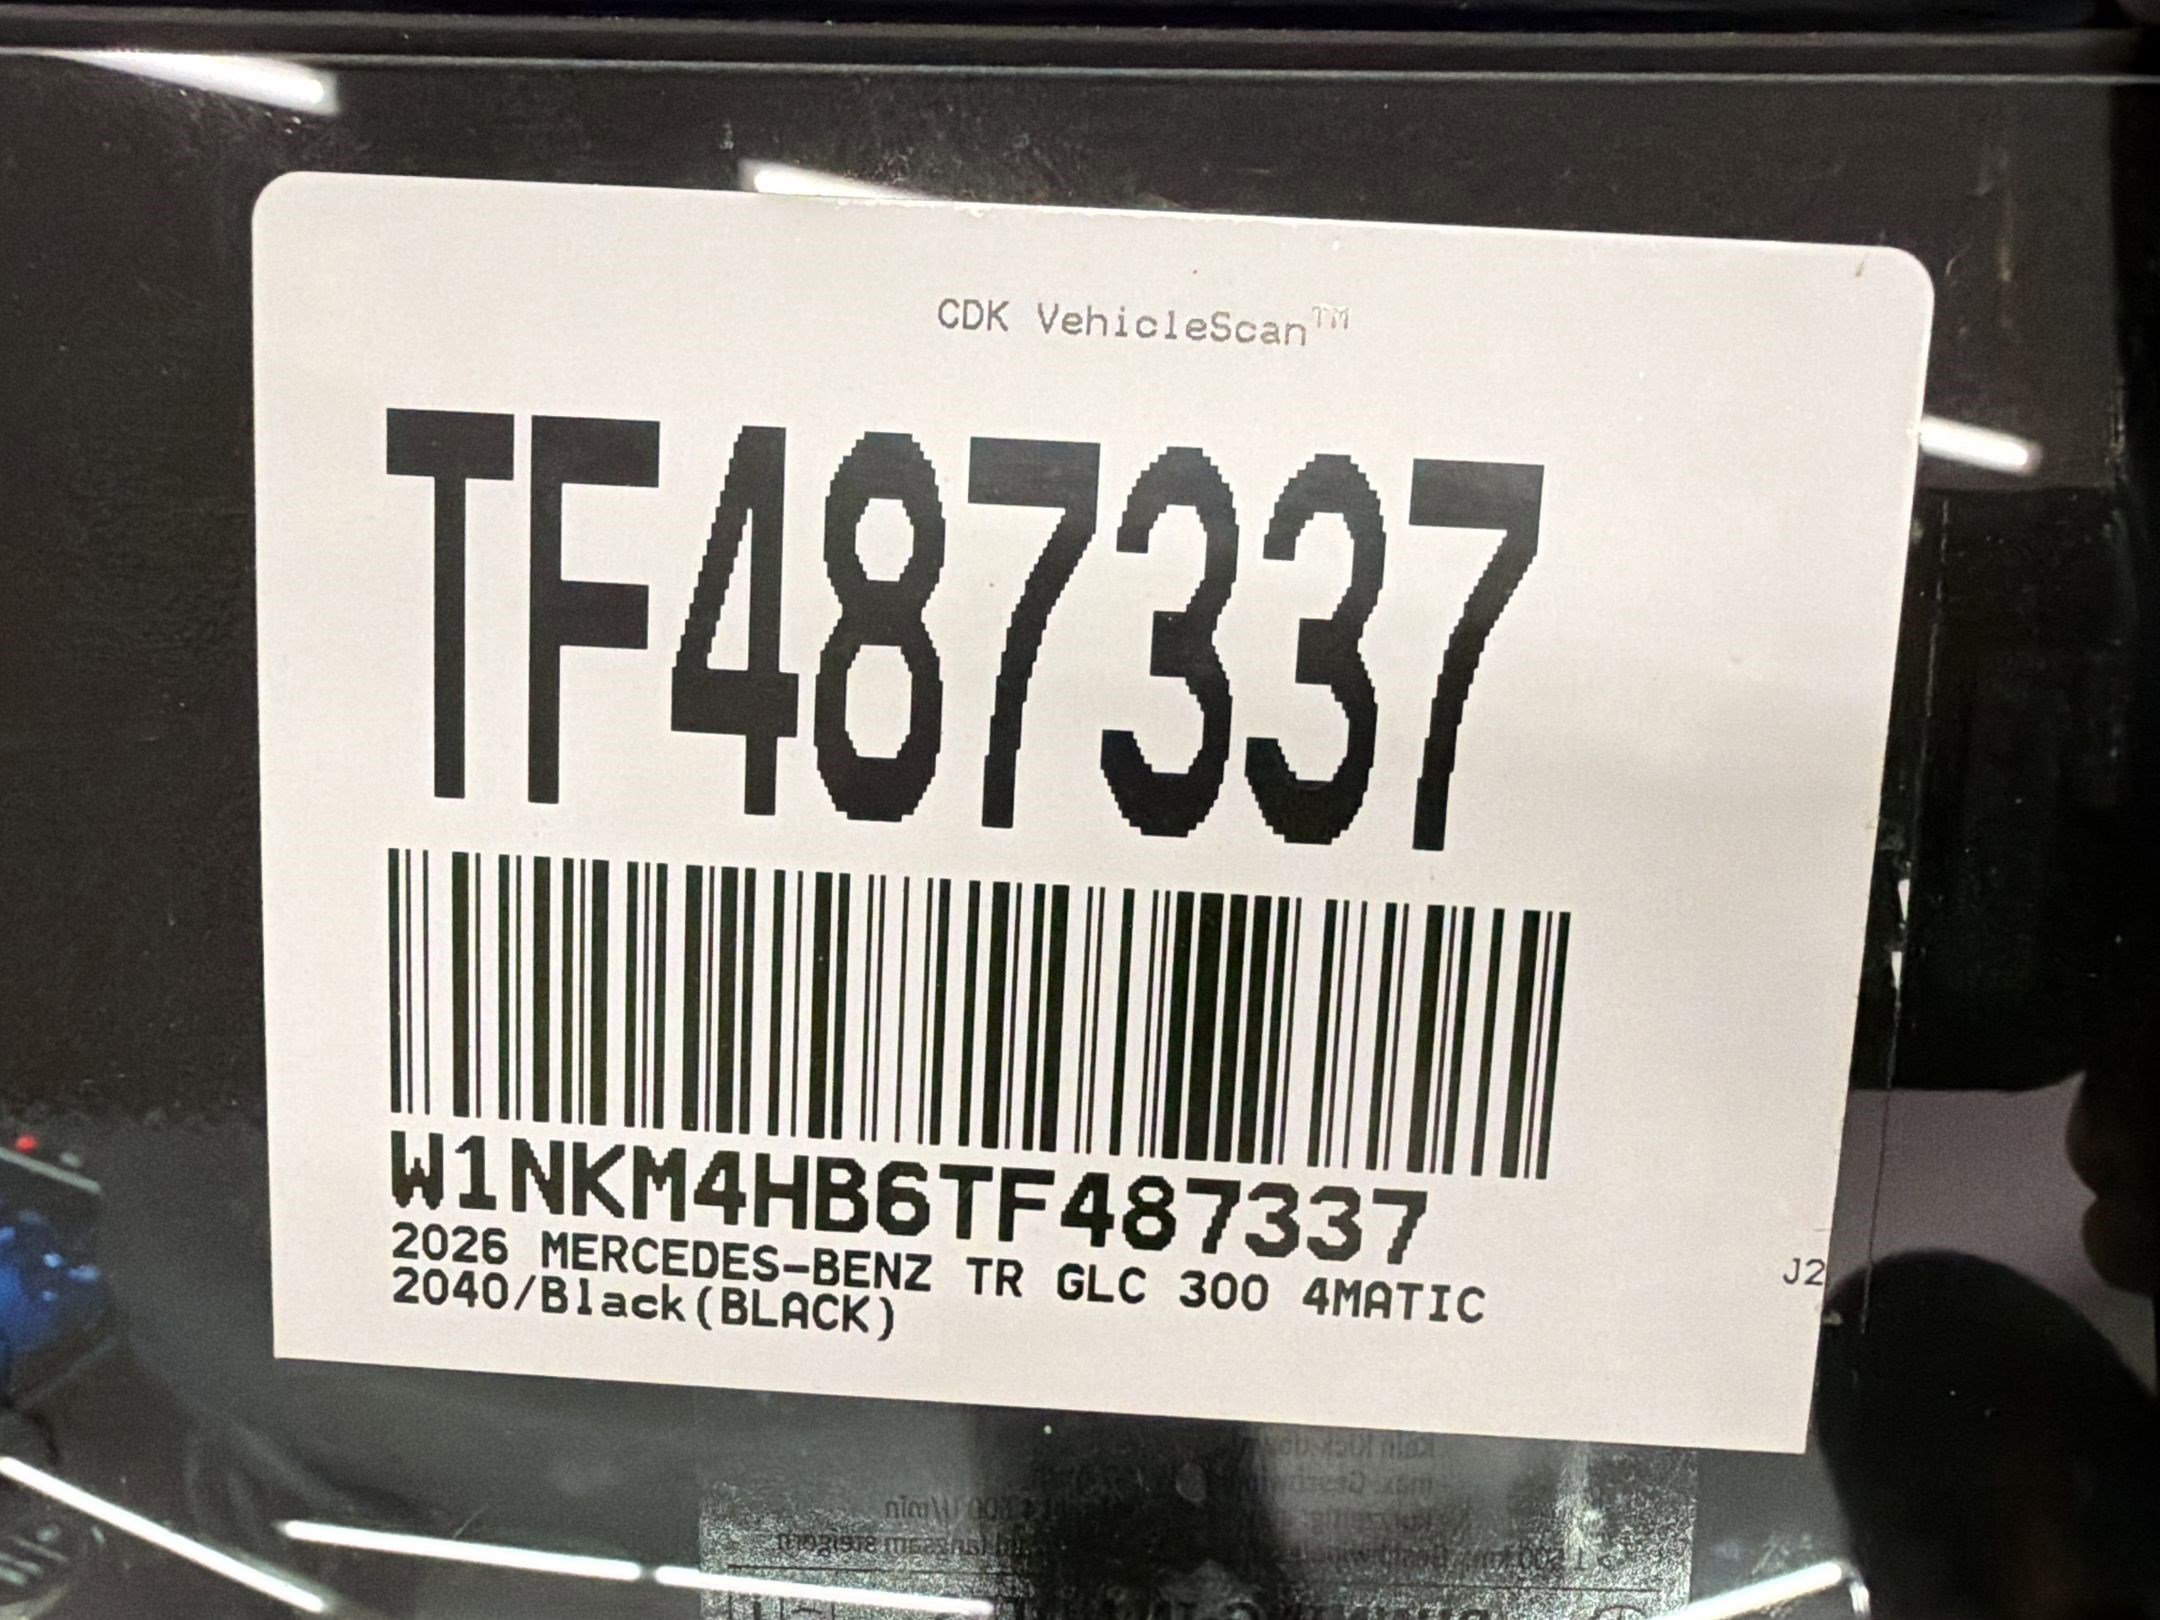 CDK VehicleScan™
TF487337
W1NKM4HB6TF487337
2026 MERCEDES-BENZ TR GLC 300 4MATIC
2040/Black(BLACK)
J2